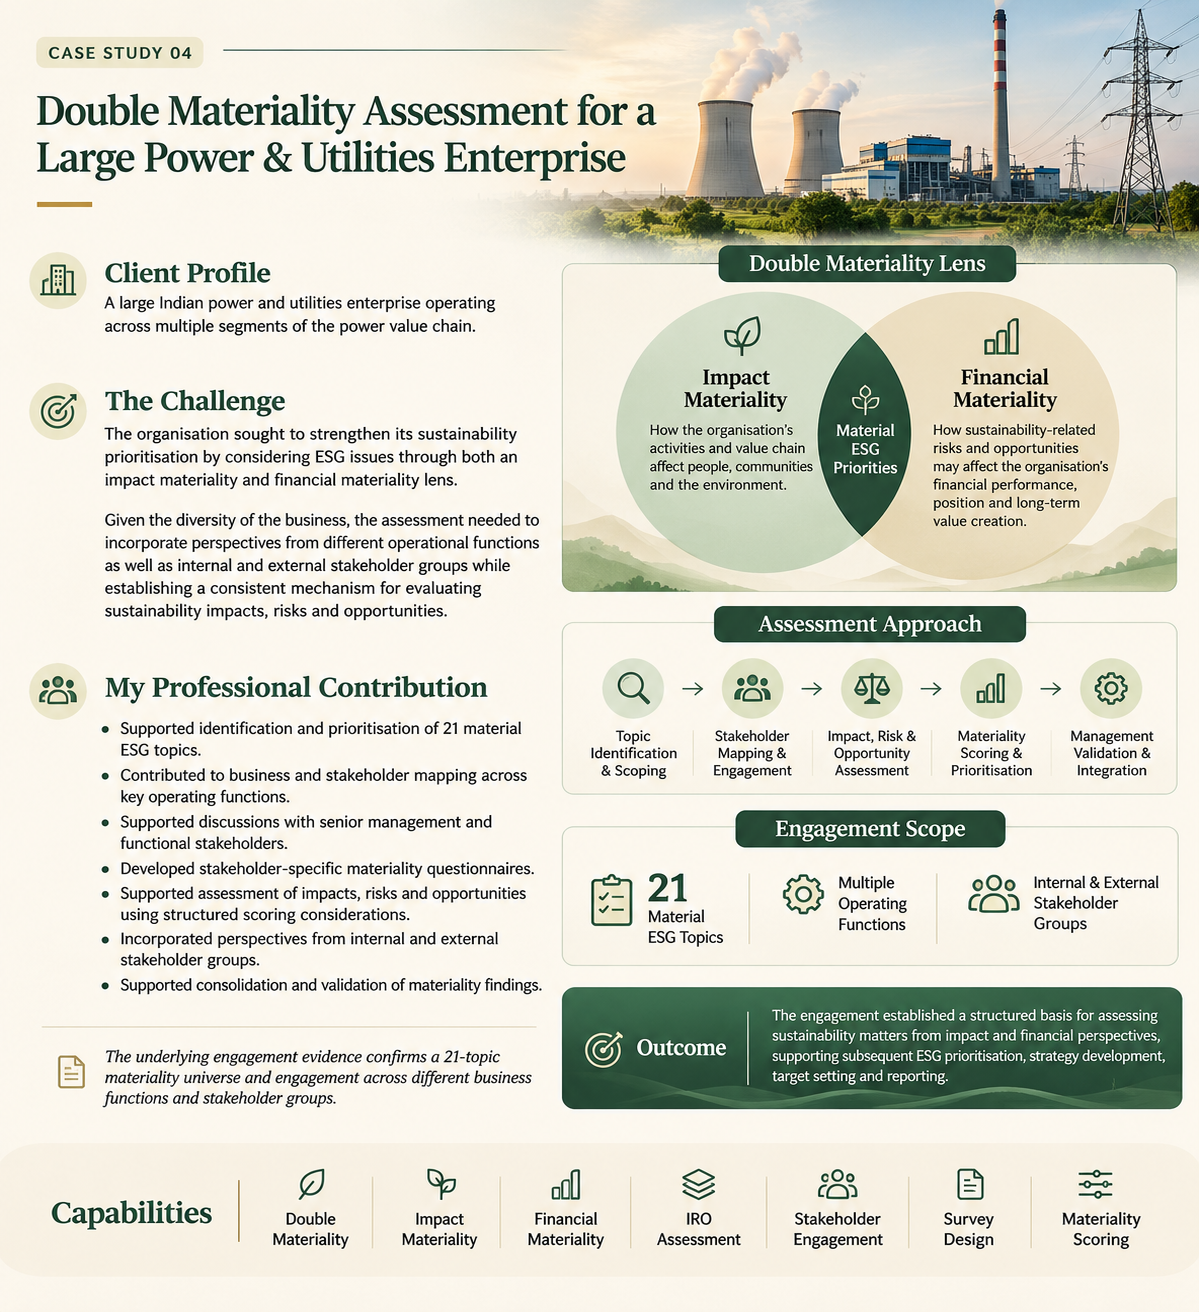 CASE STUDY 04
Double Materiality Assessment for a
Large Power & Utilities Enterprise
Client Profile
A large Indian power and utilities enterprise operating
across multiple segments of the power value chain.
The Challenge
The organisation sought to strengthen its sustainability
prioritisation by considering ESG issues through both an
impact materiality and financial materiality lens.
Given the diversity of the business, the assessment needed to
incorporate perspectives from different operational functions
as well as internal and external stakeholder groups while
establishing a consistent mechanism for evaluating
sustainability impacts, risks and opportunities.
My Professional Contribution
• Supported identification and prioritisation of 21 material
ESG topics.
• Contributed to business and stakeholder mapping across
key operating functions.
• Supported discussions with senior management and
functional stakeholders.
• Developed stakeholder-specific materiality questionnaires.
• Supported assessment of impacts, risks and opportunities
using structured scoring considerations.
• Incorporated perspectives from internal and external
stakeholder groups.
• Supported consolidation and validation of materiality findings.
The underlying engagement evidence confirms a 21-topic
materiality universe and engagement across different business
functions and stakeholder groups.
Double Materiality Lens
Impact
Materiality
How the organisation's
activities and value chain
affect people, communities
and the environment.
Material
ESG
Priorities
Financial
Materiality
How sustainability-related
risks and opportunities
may affect the organisation's
financial performance,
position and long-term
value creation.
Assessment Approach
Topic
Identification
& Scoping
Stakeholder
Mapping &
Engagement
Impact, Risk &
Opportunity
Assessment
Materiality
Scoring &
Prioritisation
Management
Validation &
Integration
Engagement Scope
21
Material
ESG Topics
Multiple
Operating
Functions
Internal & External
Stakeholder
Groups
Outcome
The engagement established a structured basis for assessing
sustainability matters from impact and financial perspectives,
supporting subsequent ESG prioritisation, strategy development,
target setting and reporting.
Capabilities
Double
Materiality
Impact
Materiality
Financial
Materiality
IRO
Assessment
Stakeholder
Engagement
Survey
Design
Materiality
Scoring